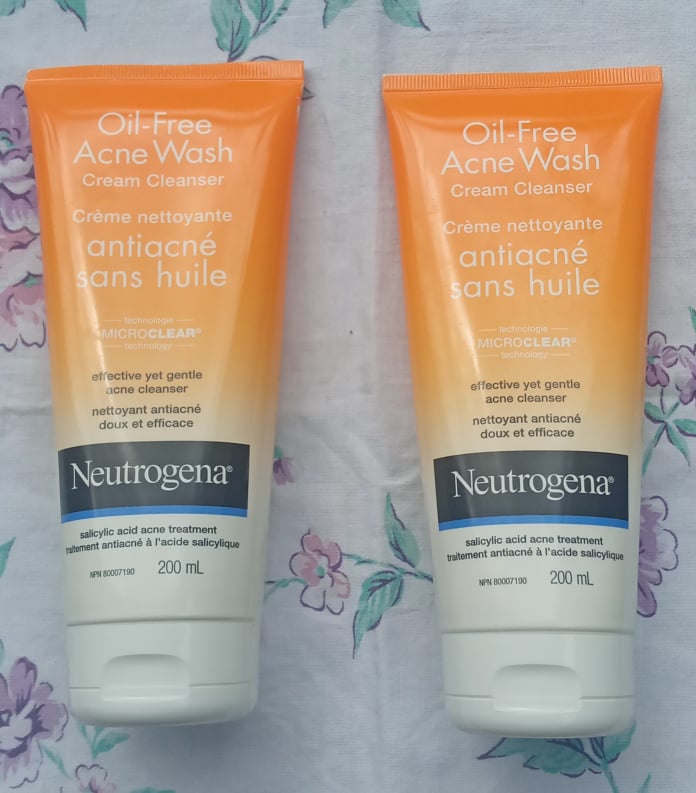 Oil-Free
Acne Wash
Cream Cleanser
Crème nettoyante
antiacné
sans huile
technologie
MICROCLEAR®
technology
effective yet gentle
acne cleanser
nettoyant antiacné
doux et efficace
Neutrogena®
salicylic acid acne treatment
traitement antiacné à l'acide salicylique
NPN 80007190 200 mL
Oil-Free
Acne Wash
Cream Cleanser
Crème nettoyante
antiacné
sans huile
technologie
MICROCLEAR®
technology
effective yet gentle
acne cleanser
nettoyant antiacné
doux et efficace
Neutrogena®
salicylic acid acne treatment
traitement antiacné à l'acide salicylique
NPN 80007190 200 mL